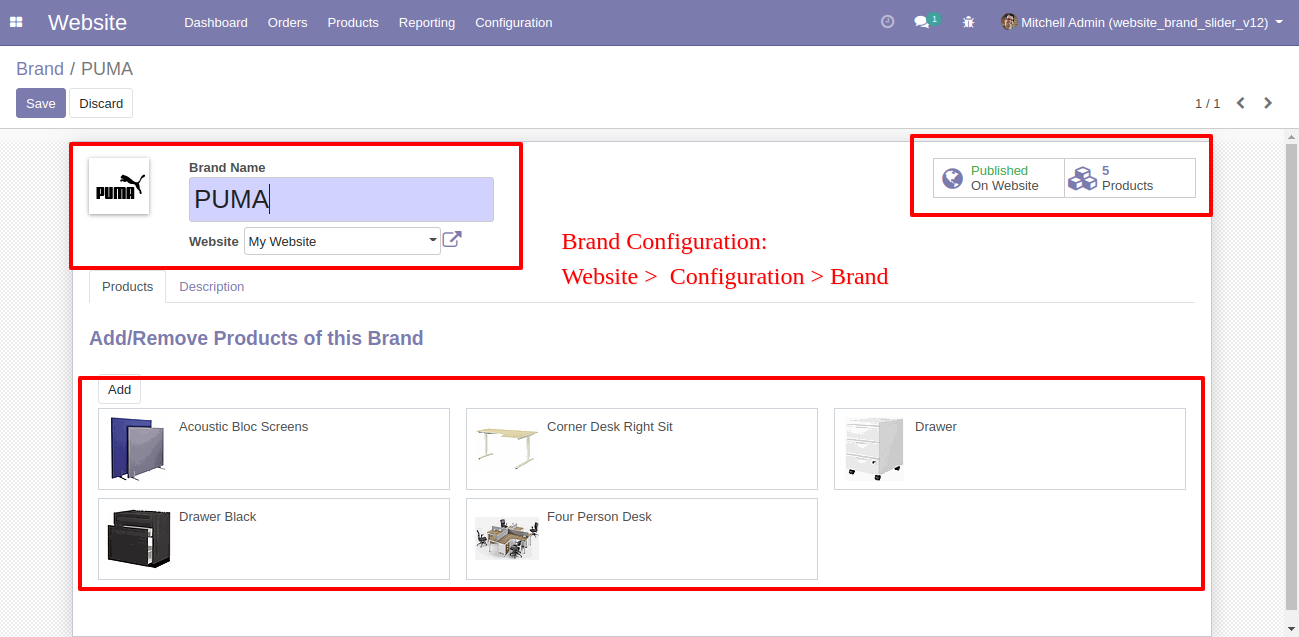 Website Dashboard Orders Products Reporting Configuration 1 Mitchell Admin (website_brand_slider_v12)
Brand / PUMA
Save Discard 1 / 1
PUMA
Brand Name
PUMA
Website My Website
Published
On Website
5
Products
Brand Configuration:
Website > Configuration > Brand
Products Description
Add/Remove Products of this Brand
Add
Acoustic Bloc Screens
Corner Desk Right Sit
Drawer
Drawer Black
Four Person Desk